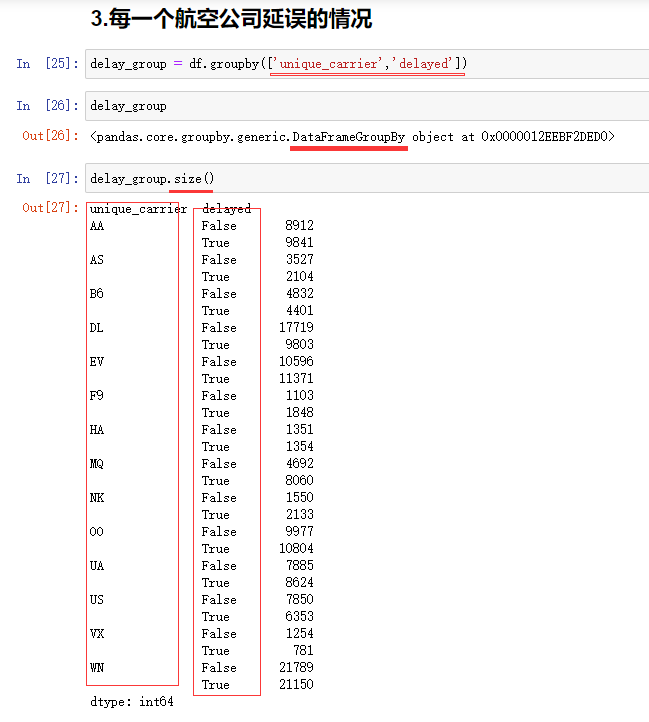 3.每一个航空公司延误的情况
In [25]: delay_group = df.groupby(['unique_carrier','delayed'])
In [26]: delay_group
Out[26]: <pandas.core.groupby.generic.DataFrameGroupBy object at 0x0000012EEBF2DED0>
In [27]: delay_group.size()
Out[27]: unique_carrier delayed
AA False 8912
True 9841
AS False 3527
True 2104
B6 False 4832
True 4401
DL False 17719
True 9803
EV False 10596
True 11371
F9 False 1103
True 1848
HA False 1351
True 1354
MQ False 4692
True 8060
NK False 1550
True 2133
OO False 9977
True 10804
UA False 7885
True 8624
US False 7850
True 6353
VX False 1254
True 781
WN False 21789
True 21150
dtype: int64